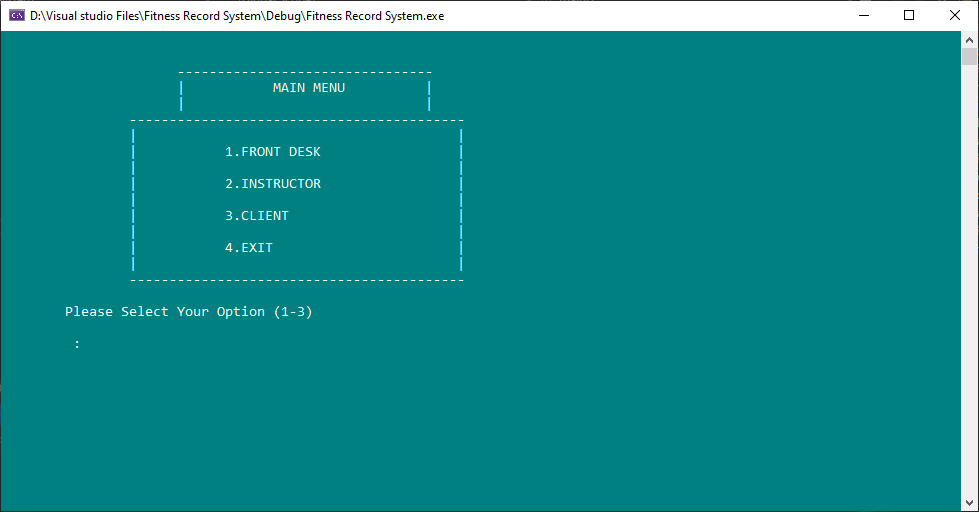 D:\Visual studio Files\Fitness Record System\Debug\Fitness Record System.exe
MAIN MENU
1.FRONT DESK
2.INSTRUCTOR
3.CLIENT
4.EXIT
Please Select Your Option (1-3)
: